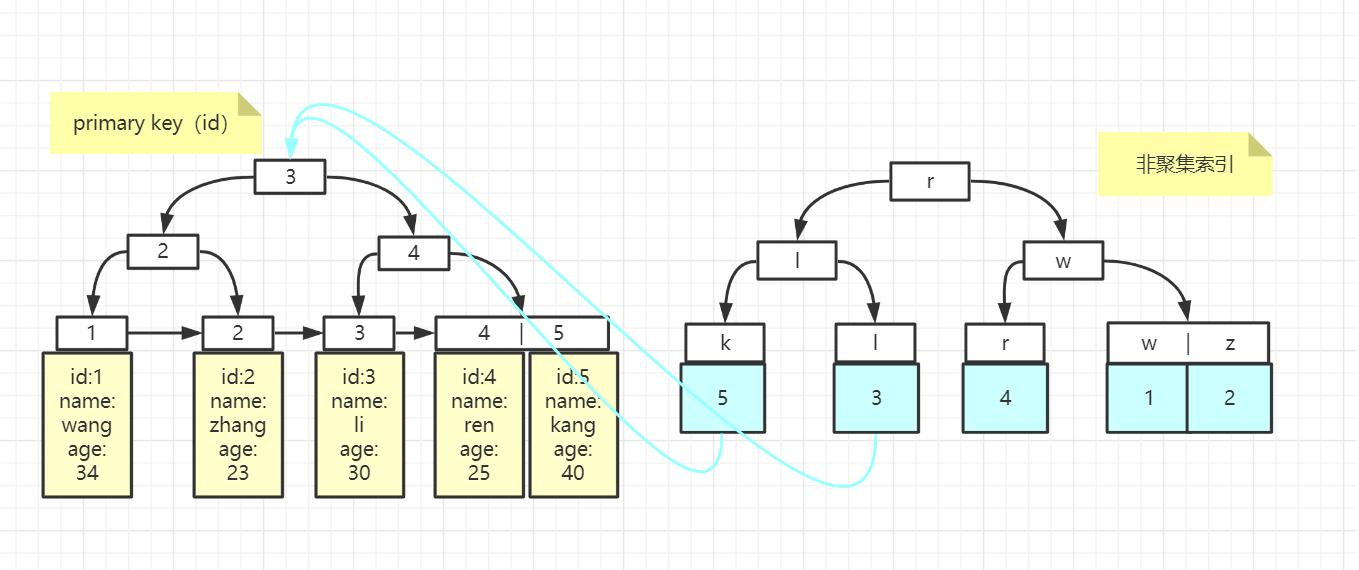 primary key（id）
非聚集索引
3
r
2
4
l
w
1
2
3
4 | 5
k
l
r
w | z
id:1
name:
wang
age:
34
id:2
name:
zhang
age:
23
id:3
name:
li
age:
30
id:4
name:
ren
age:
25
id:5
name:
kang
age:
40
5
3
4
1
2